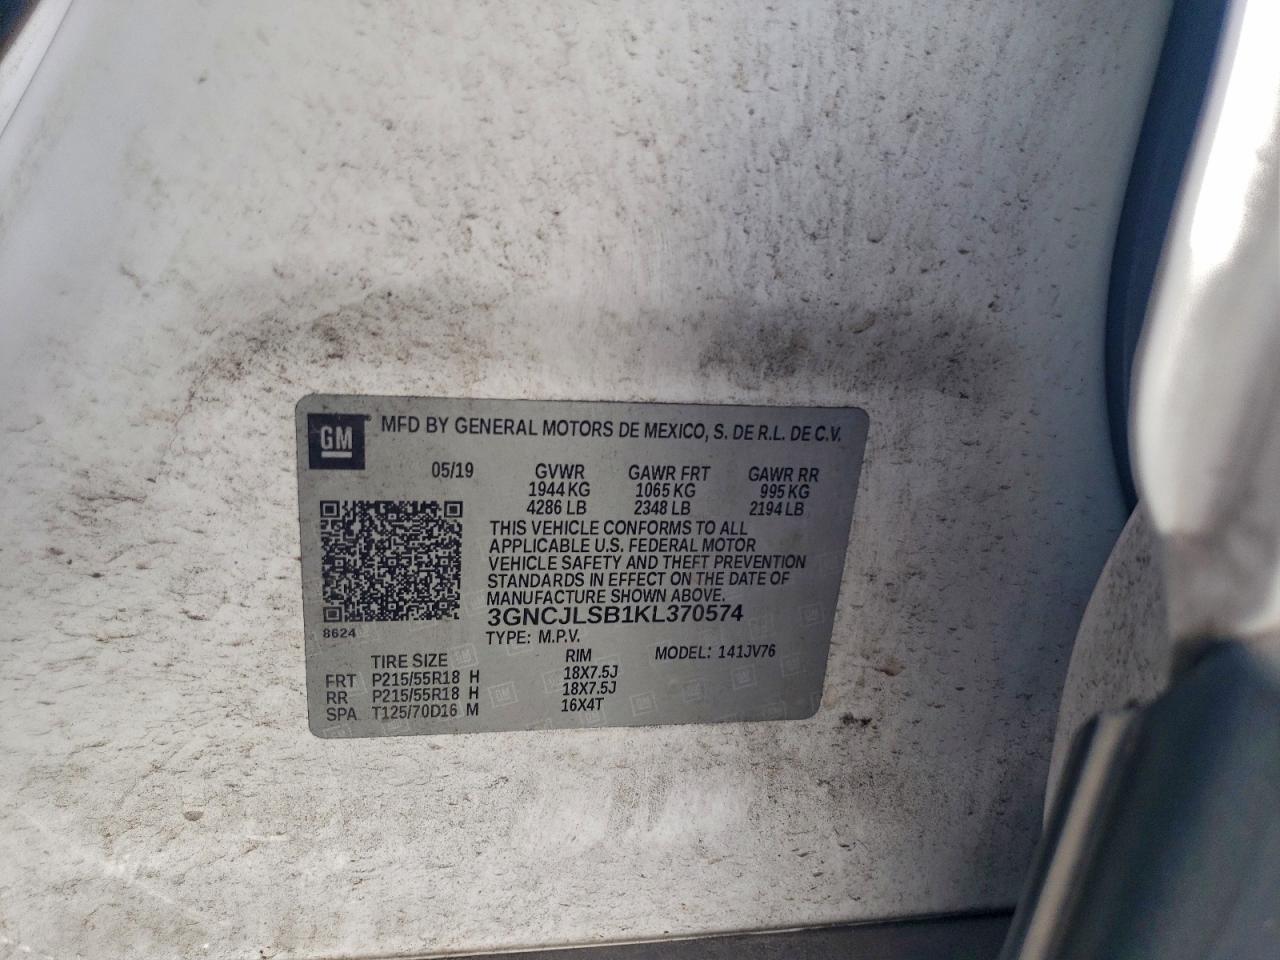 GM MFD BY GENERAL MOTORS DE MEXICO, S. DE R.L. DE C.V.
05/19 GVWR GAWR FRT GAWR RR
1944 KG 1065 KG 995 KG
4286 LB 2348 LB 2194 LB
THIS VEHICLE CONFORMS TO ALL
APPLICABLE U.S. FEDERAL MOTOR
VEHICLE SAFETY AND THEFT PREVENTION
STANDARDS IN EFFECT ON THE DATE OF
MANUFACTURE SHOWN ABOVE.
3GNCJLSB1KL370574
8624 TYPE: M.P.V.
TIRE SIZE RIM MODEL: 141JV76
FRT P215/55R18 H 18X7.5J
RR P215/55R18 H 18X7.5J
SPA T125/70D16 M 16X4T